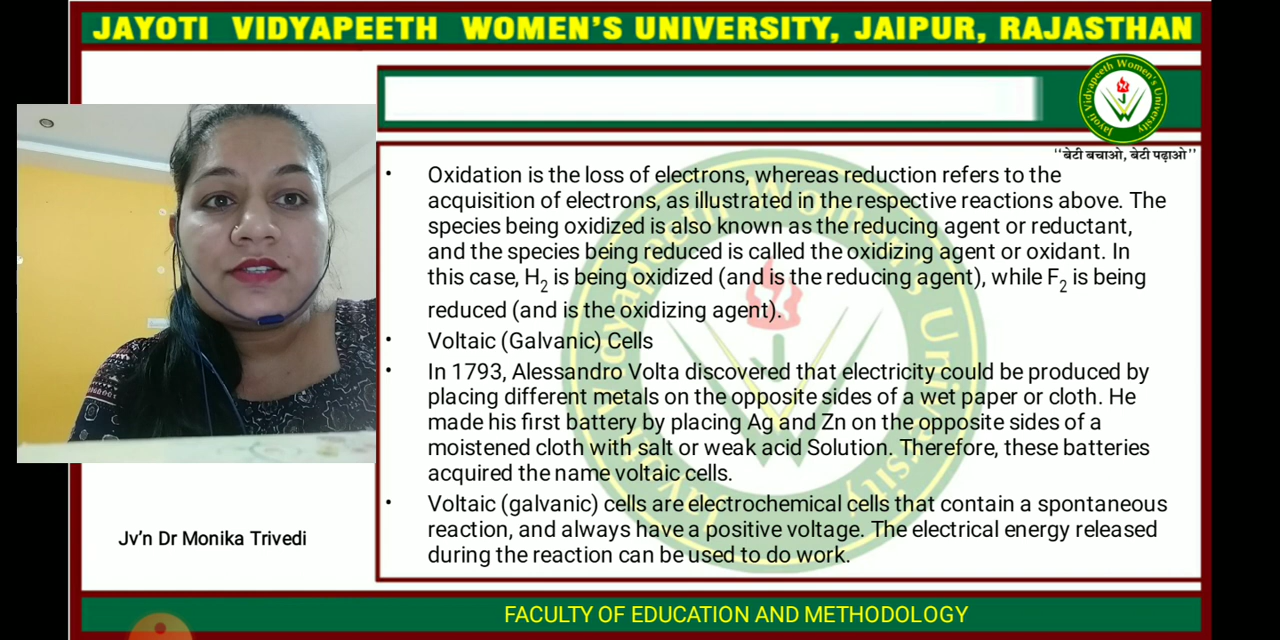 JAYOTI VIDYAPEETH WOMEN'S UNIVERSITY, JAIPUR, RAJASTHAN
Jayoti Vidyapeeth Women's University
"बेटी बचाओ, बेटी पढ़ाओ"
• Oxidation is the loss of electrons, whereas reduction refers to the
acquisition of electrons, as illustrated in the respective reactions above. The
species being oxidized is also known as the reducing agent or reductant,
and the species being reduced is called the oxidizing agent or oxidant. In
this case, H₂ is being oxidized (and is the reducing agent), while F₂ is being
reduced (and is the oxidizing agent).
• Voltaic (Galvanic) Cells
• In 1793, Alessandro Volta discovered that electricity could be produced by
placing different metals on the opposite sides of a wet paper or cloth. He
made his first battery by placing Ag and Zn on the opposite sides of a
moistened cloth with salt or weak acid Solution. Therefore, these batteries
acquired the name voltaic cells.
• Voltaic (galvanic) cells are electrochemical cells that contain a spontaneous
reaction, and always have a positive voltage. The electrical energy released
during the reaction can be used to do work.
Jv'n Dr Monika Trivedi
FACULTY OF EDUCATION AND METHODOLOGY